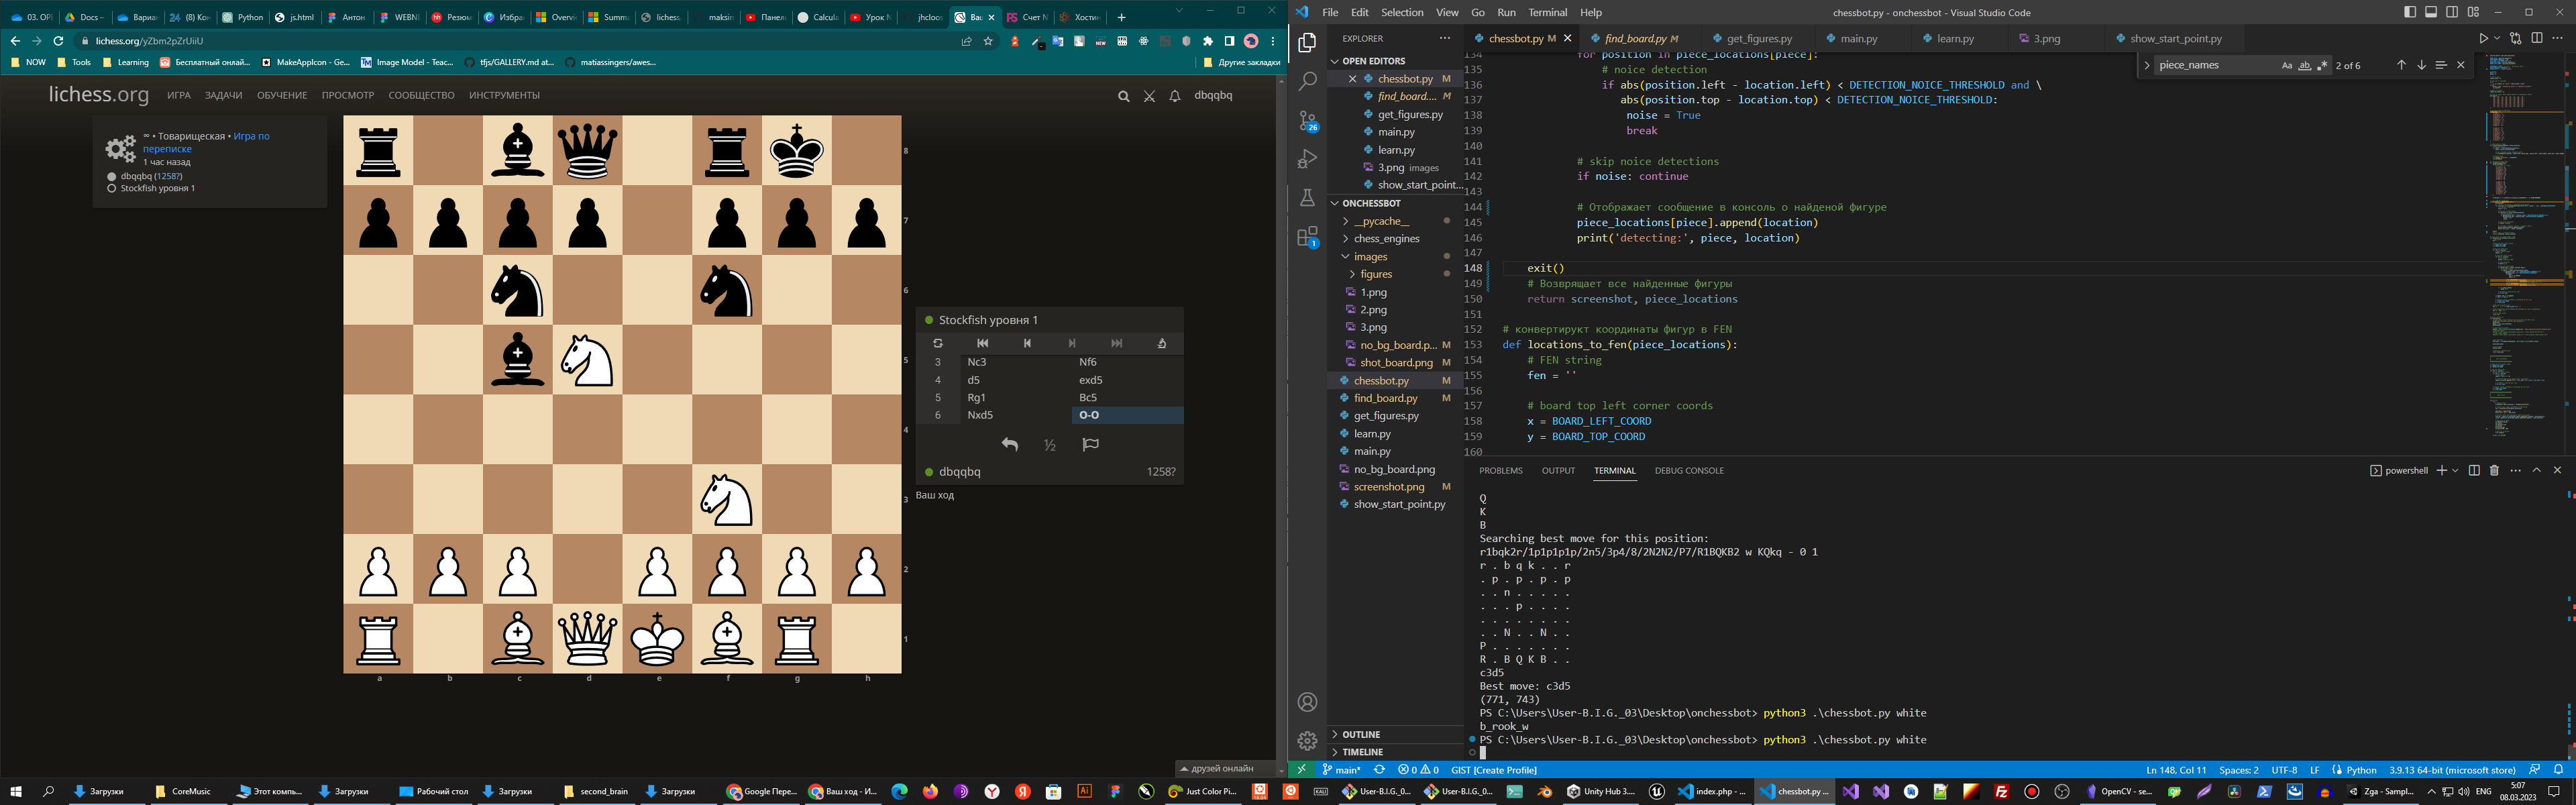 03. OPC
Docs –
Вариан
(8) Кон
Python
js.html
Антон
WEBN
Резюм
Избра
Overvi
Summa
lichess.
maksin
Панел
Calcula
Урок N
jhcloos
Ваш
Счет N
Хостин
lichess.org/yZbm2pZrUiiU
NOW
Tools
Learning
Бесплатный онлай...
MakeAppIcon - Ge...
Image Model - Teac...
tfjs/GALLERY.md at...
matiassingers/awes...
Другие закладки
lichess.org
ИГРА
ЗАДАЧИ
ОБУЧЕНИЕ
ПРОСМОТР
СООБЩЕСТВО
ИНСТРУМЕНТЫ
dbqqbq
∞ • Товарищеская • Игра по
переписке
1 час назад
dbqqbq (1258?)
Stockfish уровня 1
8
7
6
5
4
3
2
1
a b c d e f g h
Stockfish уровня 1
3 Nc3 Nf6
4 d5 exd5
5 Rg1 Bc5
6 Nxd5 O-O
½
dbqqbq 1258?
Ваш ход
друзей онлайн
File Edit Selection View Go Run Terminal Help
chessbot.py - onchessbot - Visual Studio Code
EXPLORER
OPEN EDITORS
chessbot.py M
find_board.... M
get_figures.py
main.py
learn.py
3.png images
show_start_point...
ONCHESSBOT
__pycache__
chess_engines
images
figures
1.png
2.png
3.png
no_bg_board.p... M
shot_board.png M
chessbot.py M
find_board.py M
get_figures.py
learn.py
main.py
no_bg_board.png
screenshot.png M
show_start_point.py
OUTLINE
TIMELINE
26
1
chessbot.py M
find_board.py M
get_figures.py
main.py
learn.py
3.png
show_start_point.py
piece_names
2 of 6
134 for position in piece_locations[piece]:
135 # noice detection
136 if abs(position.left - location.left) < DETECTION_NOICE_THRESHOLD and \
137 abs(position.top - location.top) < DETECTION_NOICE_THRESHOLD:
138 noise = True
139 break
140
141 # skip noice detections
142 if noise: continue
143
144 # Отображает сообщение в консоль о найденой фигуре
145 piece_locations[piece].append(location)
146 print('detecting:', piece, location)
147
148 exit()
149 # Возврящает все найденные фигуры
150 return screenshot, piece_locations
151
152 # конвертирукт координаты фигур в FEN
153 def locations_to_fen(piece_locations):
154 # FEN string
155 fen = ''
156
157 # board top left corner coords
158 x = BOARD_LEFT_COORD
159 y = BOARD_TOP_COORD
160
PROBLEMS OUTPUT TERMINAL DEBUG CONSOLE
powershell
Q
K
B
Searching best move for this position:
r1bqk2r/1p1p1p1p/2n5/3p4/8/2N2N2/P7/R1BQKB2 w KQkq - 0 1
r . b q k . . r
. p . p . p . p
. . n . . . . .
. . . p . . . .
. . . . . . . .
. . N . . N . .
P . . . . . . .
R . B Q K B . .
c3d5
Best move: c3d5
(771, 743)
PS C:\Users\User-B.I.G._03\Desktop\onchessbot> python3 .\chessbot.py white
b_rook_w
PS C:\Users\User-B.I.G._03\Desktop\onchessbot> python3 .\chessbot.py white
main*
0 0
GIST [Create Profile]
Ln 148, Col 11
Spaces: 2
UTF-8
LF
Python
3.9.13 64-bit (microsoft store)
Загрузки
CoreMusic
Этот компь...
Загрузки
Рабочий стол
Загрузки
second_brain
Загрузки
Google Пере...
Ваш ход - И...
Just Color Pi...
User-B.I.G._0...
User-B.I.G._0...
Unity Hub 3....
index.php - ...
chessbot.py ...
OpenCV - se...
Zga - Sampl...
ENG
5:07
08.03.2023